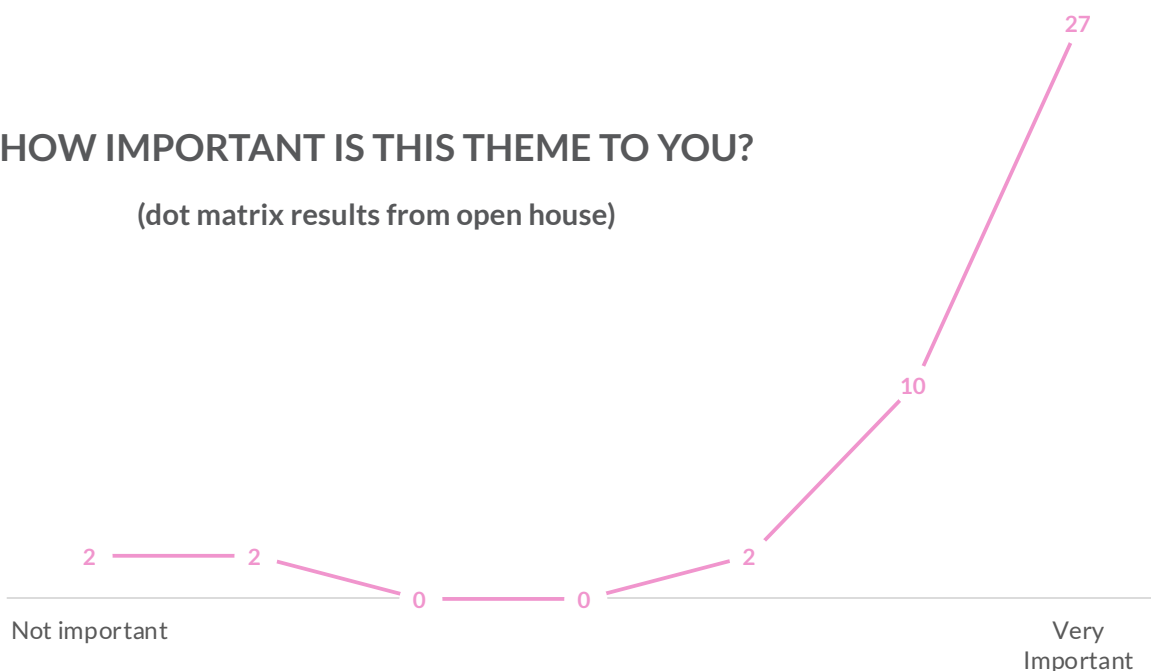 27
HOW IMPORTANT IS THIS THEME TO YOU?
(dot matrix results from open house)
10
2
2
2
0
0
Not important
Very
Important